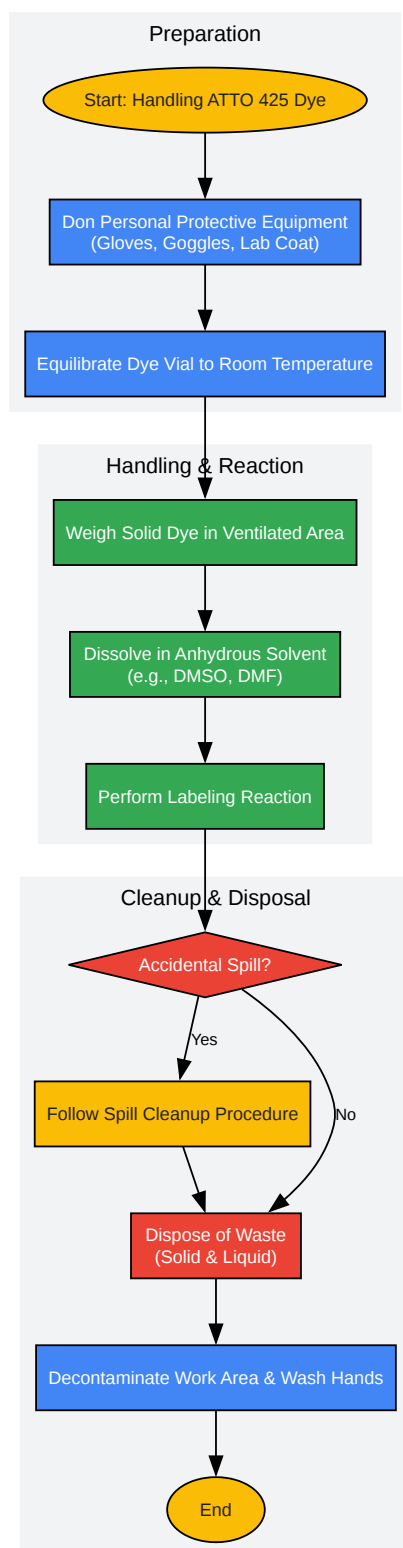 Preparation
Start: Handling ATTO 425 Dye
Don Personal Protective Equipment
(Gloves, Goggles, Lab Coat)
Equilibrate Dye Vial to Room Temperature
Handling & Reaction
Weigh Solid Dye in Ventilated Area
Dissolve in Anhydrous Solvent
(e.g., DMSO, DMF)
Perform Labeling Reaction
Cleanup & Disposal
Accidental Spill?
Yes
Follow Spill Cleanup Procedure
No
Dispose of Waste
(Solid & Liquid)
Decontaminate Work Area & Wash Hands
End